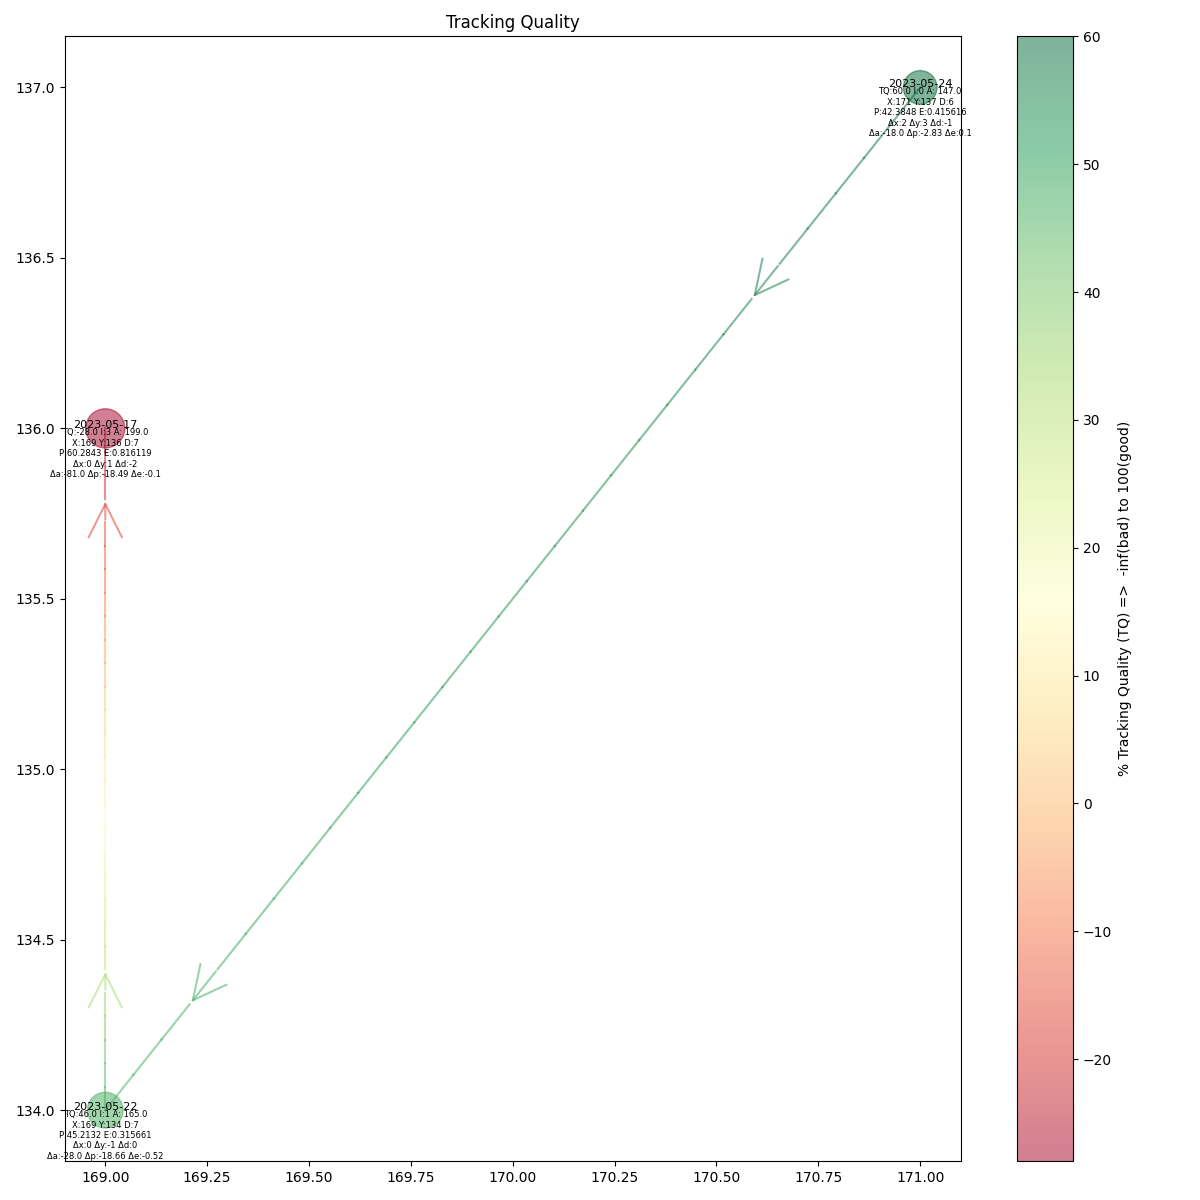 Tracking Quality
137.0
136.5
136.0
135.5
135.0
134.5
134.0
169.00
169.25
169.50
169.75
170.00
170.25
170.50
170.75
171.00
2023-05-24
TQ:60.0 I:0 A: 147.0
X:171 Y:137 D:6
P:42.3848 E:0.415616
Δx:2 Δy:3 Δd:-1
Δa:-18.0 Δp:-2.83 Δe:0.1
2023-05-17
TQ:-28.0 I:3 A: 199.0
X:169 Y:136 D:7
P:60.2843 E:0.816119
Δx:0 Δy:1 Δd:-2
Δa:-81.0 Δp:-18.49 Δe:-0.1
2023-05-22
TQ:46.0 I:1 A: 165.0
X:169 Y:134 D:7
P:45.2132 E:0.315661
Δx:0 Δy:-1 Δd:0
Δa:-28.0 Δp:-18.66 Δe:-0.52
60
50
40
30
20
10
0
−10
−20
% Tracking Quality (TQ) => -inf(bad) to 100(good)